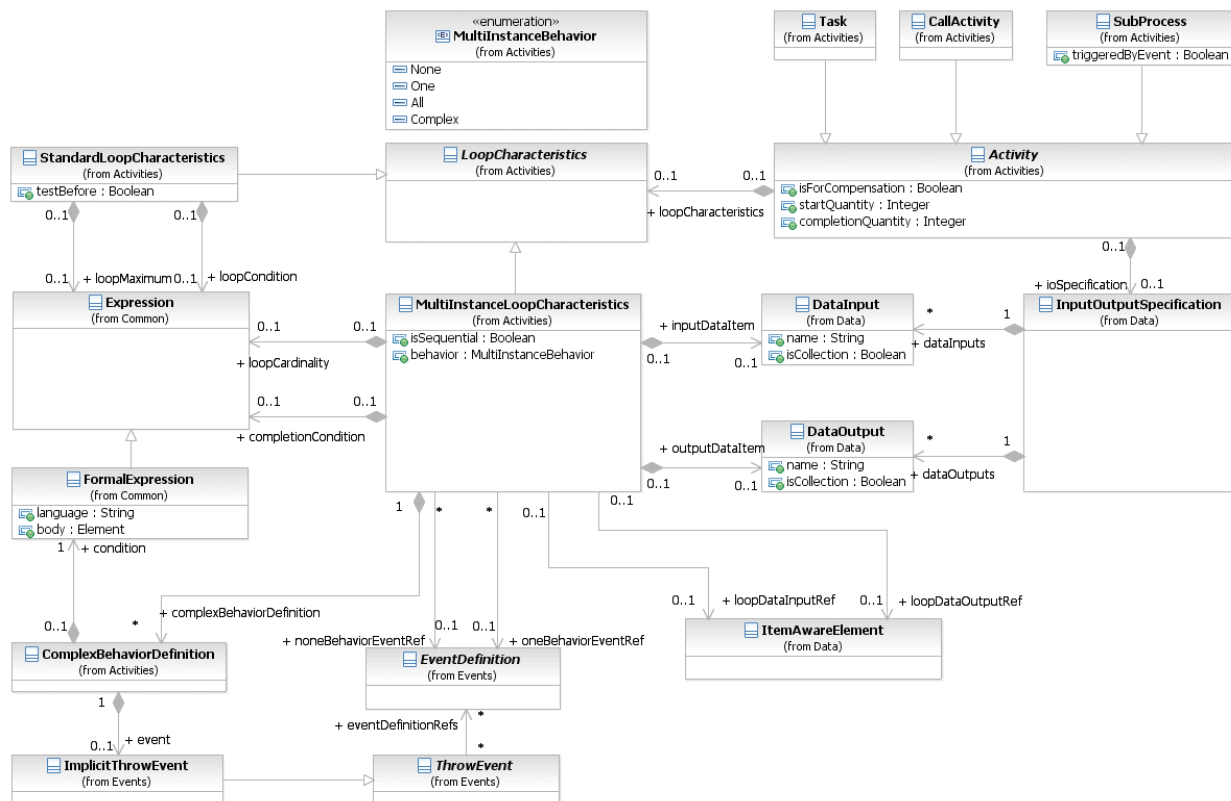 «enumeration»
MultiInstanceBehavior
(from Activities)
None
One
All
Complex
Task
(from Activities)
CallActivity
(from Activities)
SubProcess
(from Activities)
triggeredByEvent : Boolean
StandardLoopCharacteristics
(from Activities)
testBefore : Boolean
LoopCharacteristics
(from Activities)
0..1
0..1
+ loopCharacteristics
Activity
(from Activities)
isForCompensation : Boolean
startQuantity : Integer
completionQuantity : Integer
0..1
0..1
0..1
+ loopMaximum
0..1
+ loopCondition
0..1
+ ioSpecification
0..1
Expression
(from Common)
0..1
0..1
+ loopCardinality
0..1
0..1
+ completionCondition
MultiInstanceLoopCharacteristics
(from Activities)
isSequential : Boolean
behavior : MultiInstanceBehavior
+ inputDataItem
0..1
0..1
DataInput
(from Data)
name : String
isCollection : Boolean
*
1
+ dataInputs
InputOutputSpecification
(from Data)
+ outputDataItem
0..1
0..1
DataOutput
(from Data)
name : String
isCollection : Boolean
*
1
+ dataOutputs
FormalExpression
(from Common)
language : String
body : Element
1
+ condition
1
*
*
0..1
0..1
0..1
*
+ complexBehaviorDefinition
+ noneBehaviorEventRef
0..1
0..1
+ oneBehaviorEventRef
0..1
+ loopDataInputRef
0..1
+ loopDataOutputRef
ComplexBehaviorDefinition
(from Activities)
EventDefinition
(from Events)
ItemAwareElement
(from Data)
1
0..1
+ event
+ eventDefinitionRefs
*
*
ImplicitThrowEvent
(from Events)
ThrowEvent
(from Events)